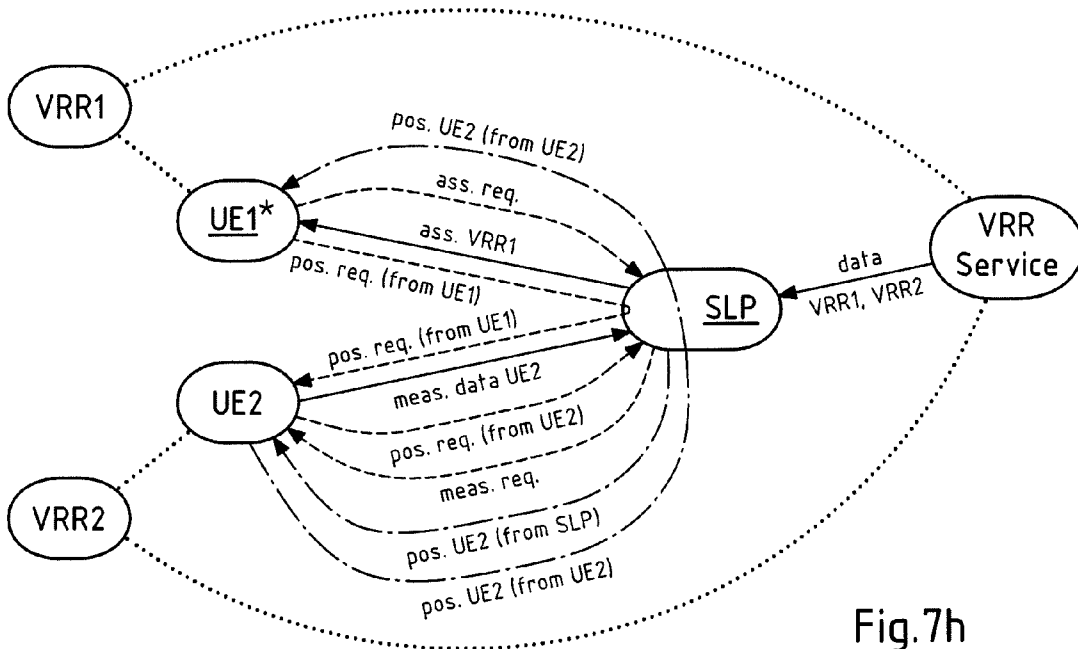 VRR1
pos. UE2 (from UE2)
ass. req.
UE1*
ass. VRR1
pos. req. (from UE1)
VRR
Service
data
VRR1, VRR2
SLP
pos. req. (from UE1)
meas. data UE2
UE2
pos. req. (from UE2)
meas. req.
VRR2
pos. UE2 (from SLP)
pos. UE2 (from UE2)
Fig.7h